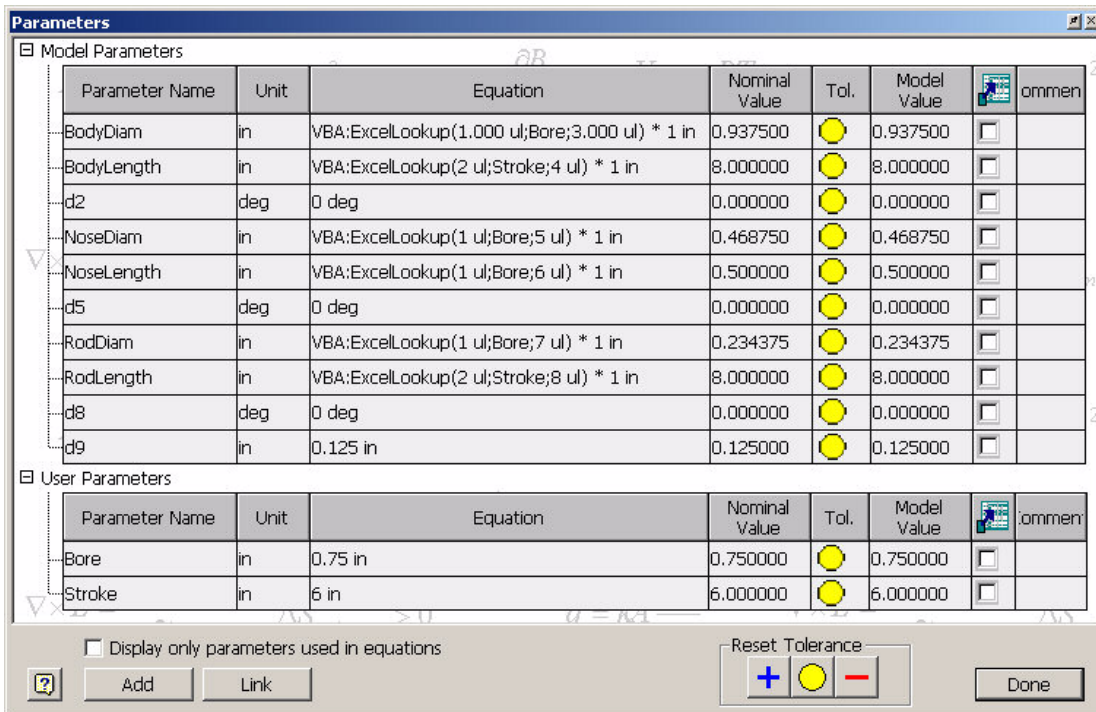 Parameters
Model Parameters
Parameter Name Unit Equation Nominal Value Tol. Model Value ommen
BodyDiam in VBA:ExcelLookup(1.000 ul;Bore;3.000 ul) * 1 in 0.937500 0.937500
BodyLength in VBA:ExcelLookup(2 ul;Stroke;4 ul) * 1 in 8.000000 8.000000
d2 deg 0 deg 0.000000 0.000000
NoseDiam in VBA:ExcelLookup(1 ul;Bore;5 ul) * 1 in 0.468750 0.468750
NoseLength in VBA:ExcelLookup(1 ul;Bore;6 ul) * 1 in 0.500000 0.500000
d5 deg 0 deg 0.000000 0.000000
RodDiam in VBA:ExcelLookup(1 ul;Bore;7 ul) * 1 in 0.234375 0.234375
RodLength in VBA:ExcelLookup(2 ul;Stroke;8 ul) * 1 in 8.000000 8.000000
d8 deg 0 deg 0.000000 0.000000
d9 in 0.125 in 0.125000 0.125000
User Parameters
Parameter Name Unit Equation Nominal Value Tol. Model Value ommen
Bore in 0.75 in 0.750000 0.750000
Stroke in 6 in 6.000000 6.000000
Display only parameters used in equations
Reset Tolerance
Add Link + − Done